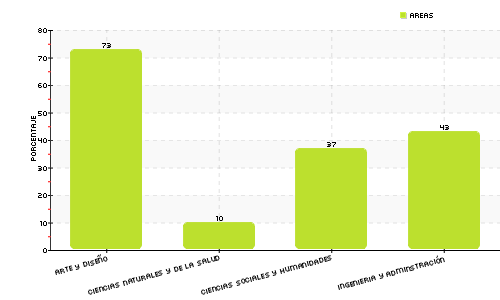 AREAS
80
70
60
50
40
30
20
10
0
PORCENTAJE
73
10
37
43
ARTE Y DISEÑO
CIENCIAS NATURALES Y DE LA SALUD
CIENCIAS SOCIALES Y HUMANIDADES
INGENIERIA Y ADMINSTRACIÓN